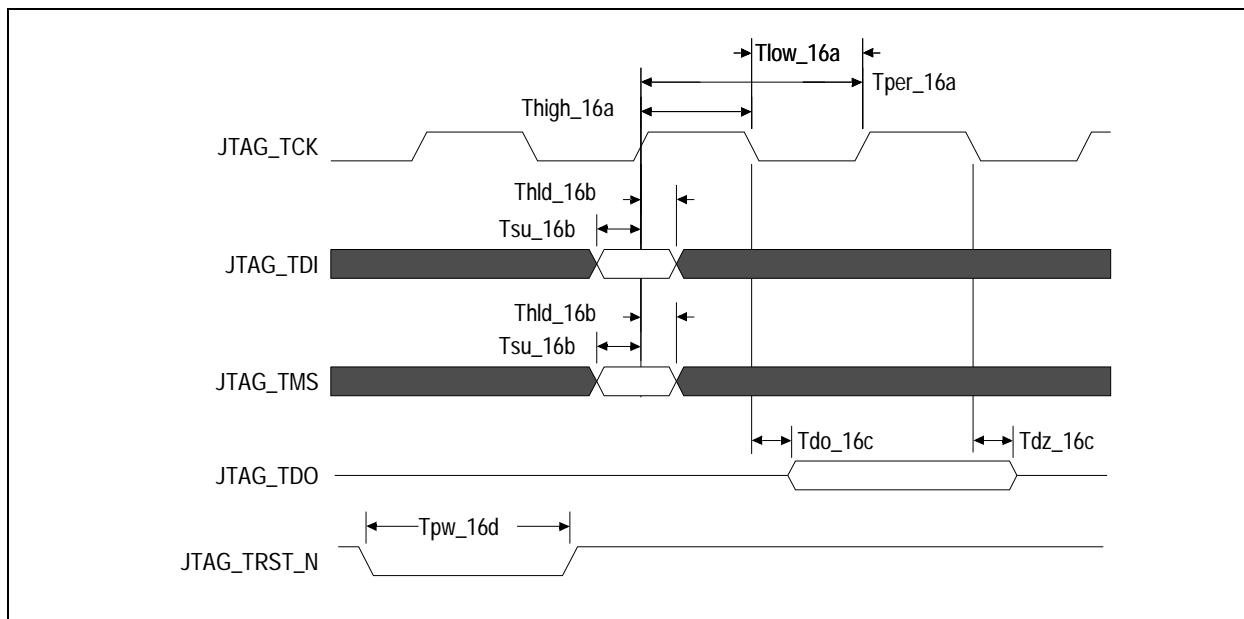 Tlow_16a
Tper_16a
Thigh_16a
JTAG_TCK
Thld_16b
Tsu_16b
JTAG_TDI
Thld_16b
Tsu_16b
JTAG_TMS
Tdo_16c
Tdz_16c
JTAG_TDO
Tpw_16d
JTAG_TRST_N